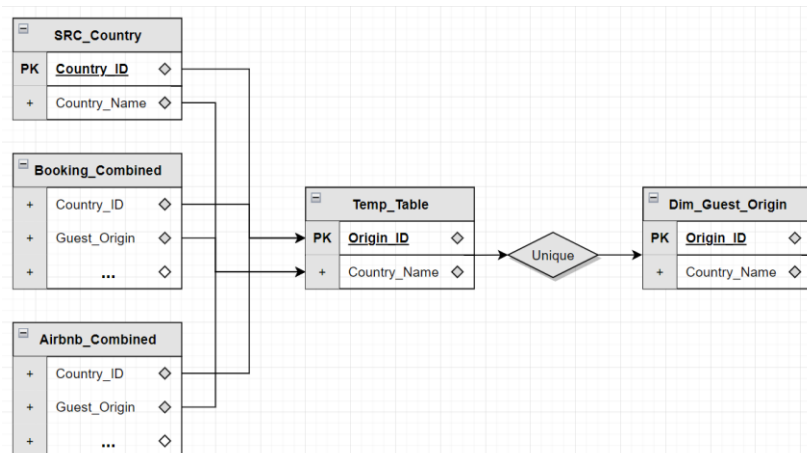 SRC_Country
PK Country_ID
+ Country_Name
Booking_Combined
+ Country_ID
+ Guest_Origin
+ ...
Airbnb_Combined
+ Country_ID
+ Guest_Origin
+ ...
Temp_Table
PK Origin_ID
+ Country_Name
Unique
Dim_Guest_Origin
PK Origin_ID
+ Country_Name